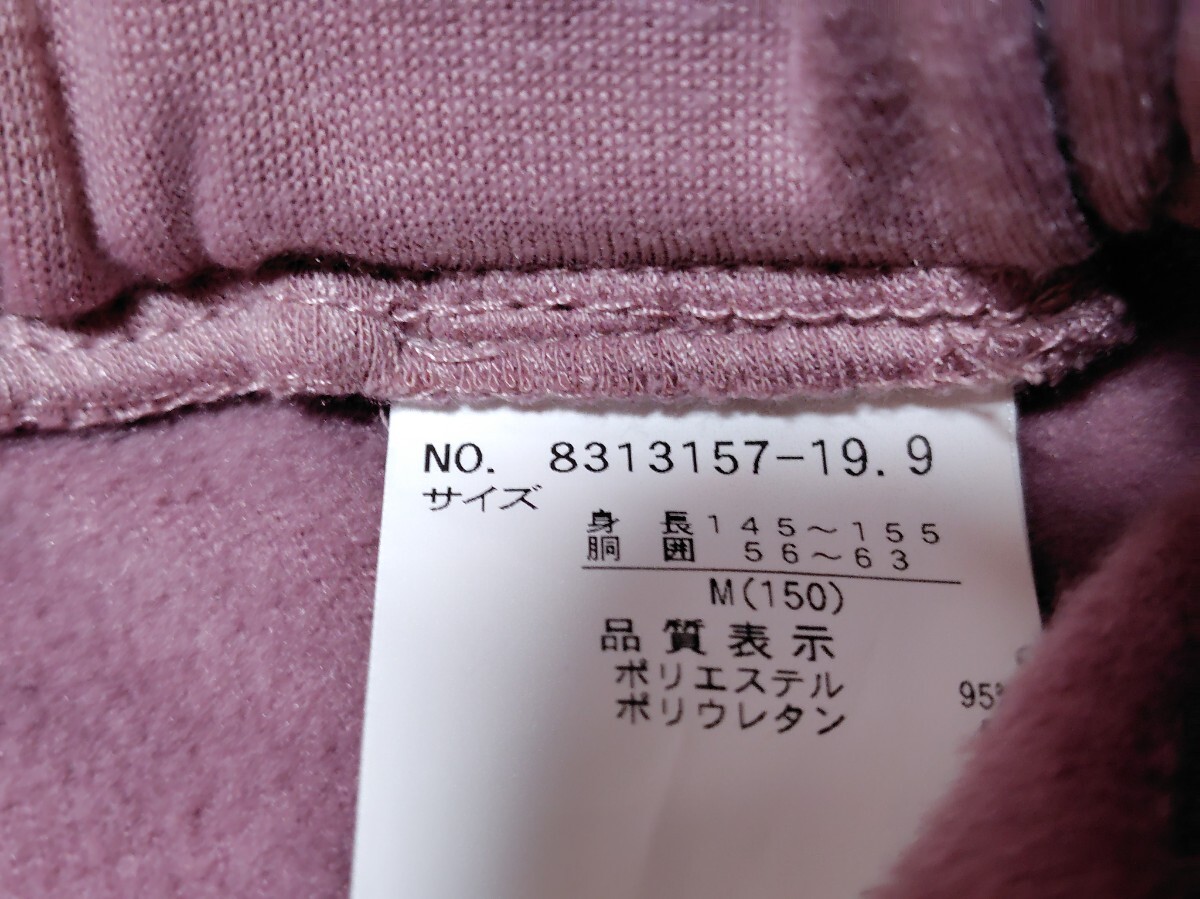 NO. 8313157-19.9
サイズ
身 長 145～155
胴 囲 56～63
M(150)
品質表示
ポリエステル 95%
ポリウレタン